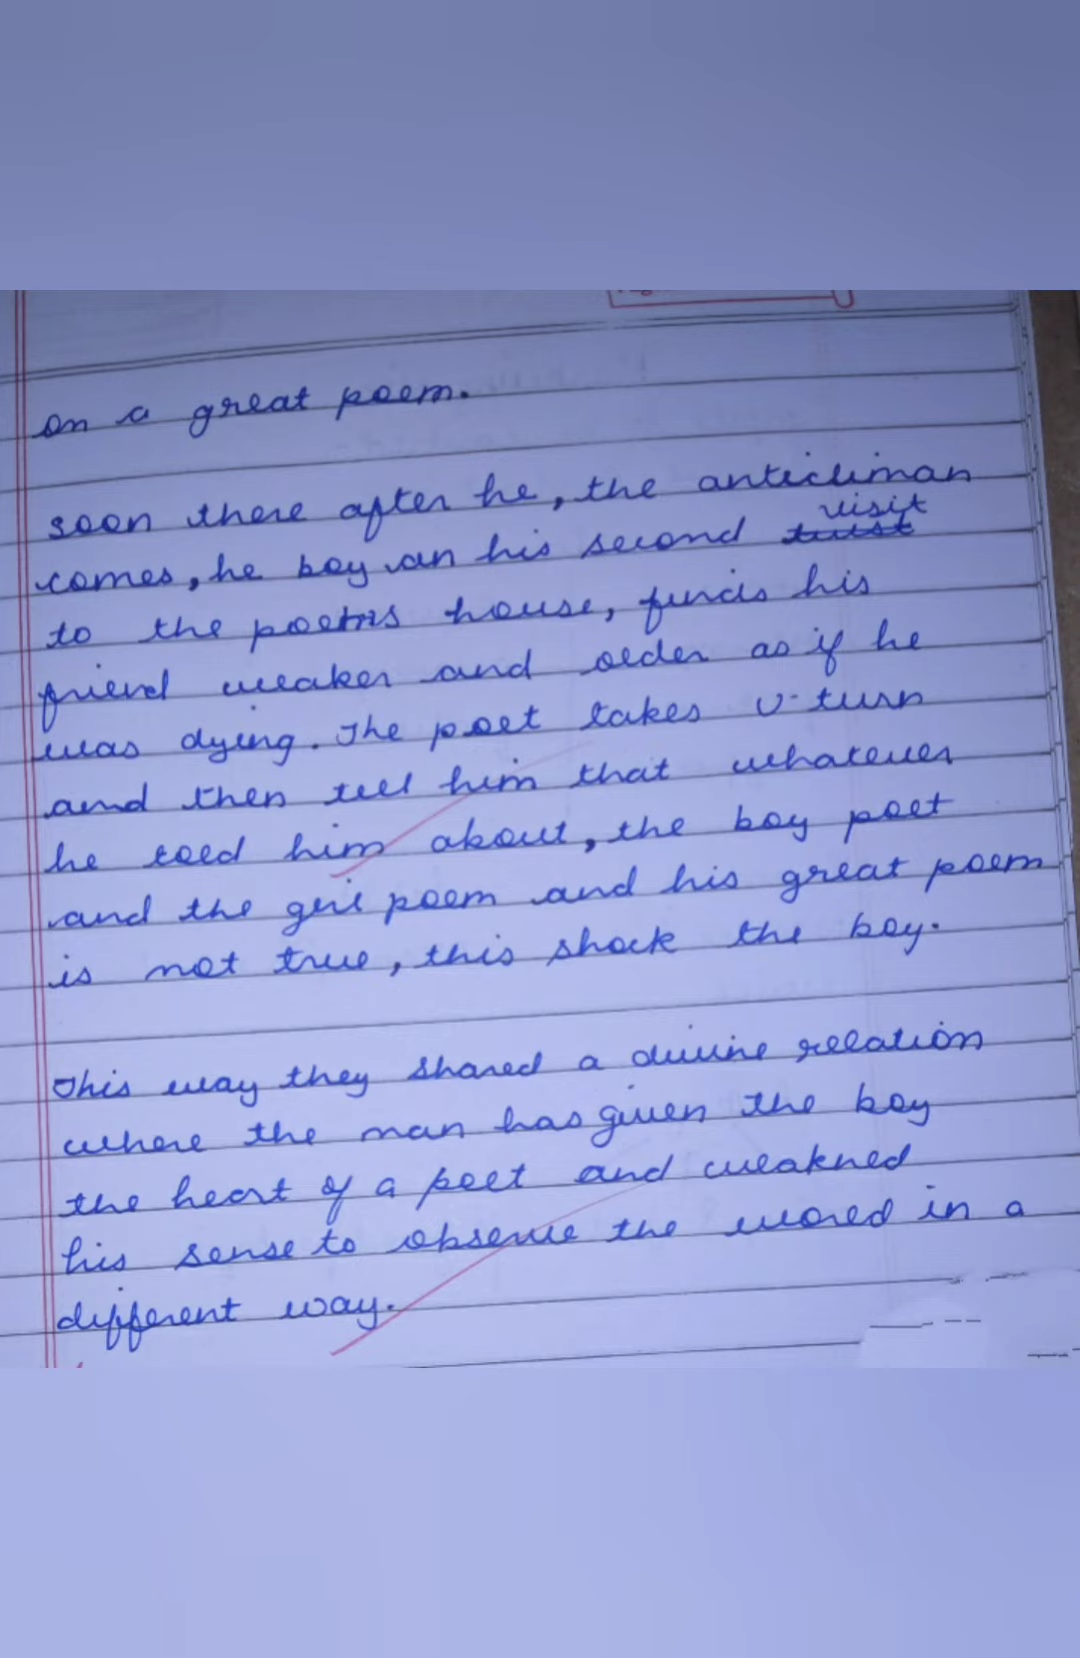 on a great poem.
soon there after he, the anticliman
comes, he boy on his second visit
to the poetris house, finds his
friend weaker and older as if he
was dying. The poet takes U-turn
and then tell him that whatever
he told him about, the boy poet
and the girl poem and his great poem
is not true, this shock the boy.
This way they shared a divine relation
where the man has given the boy
the heart of a poet and weakned
his sense to observe the world in a
different way.